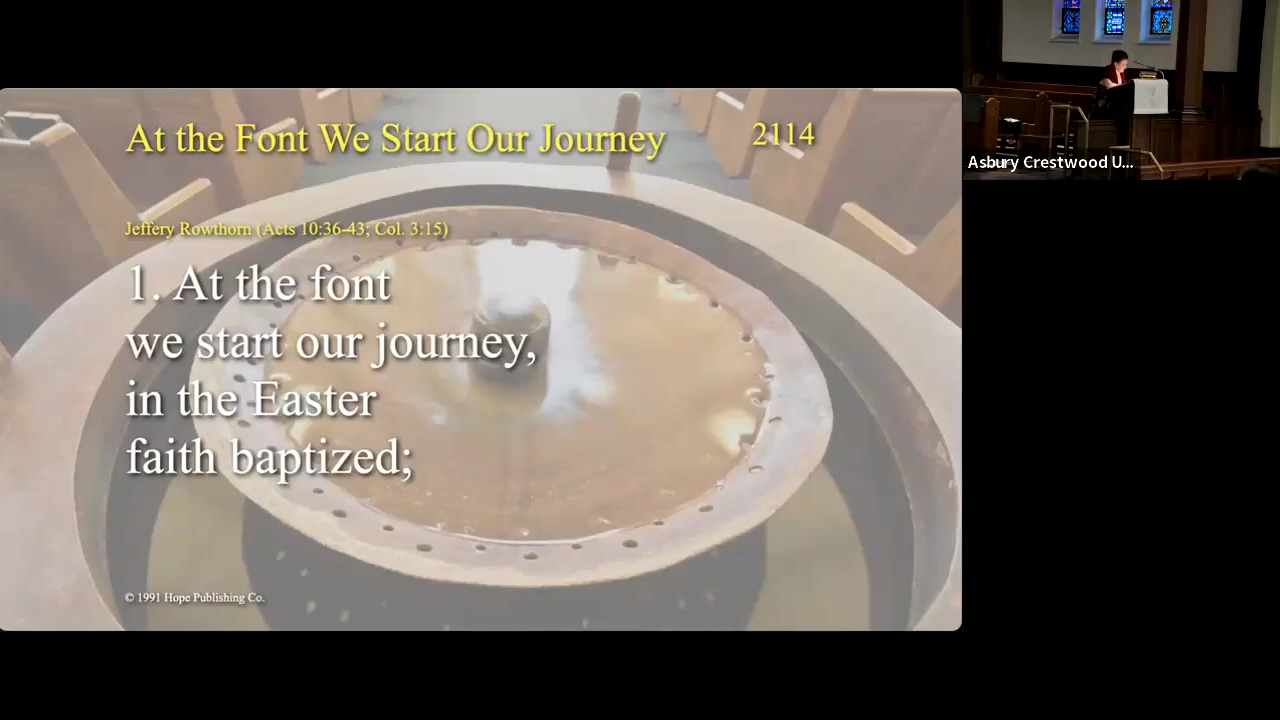 At the Font We Start Our Journey 2114
Jeffery Rowthorn (Acts 10:36-43; Col. 3:15)
1. At the font
we start our journey,
in the Easter
faith baptized;
© 1991 Hope Publishing Co.
Asbury Crestwood U...